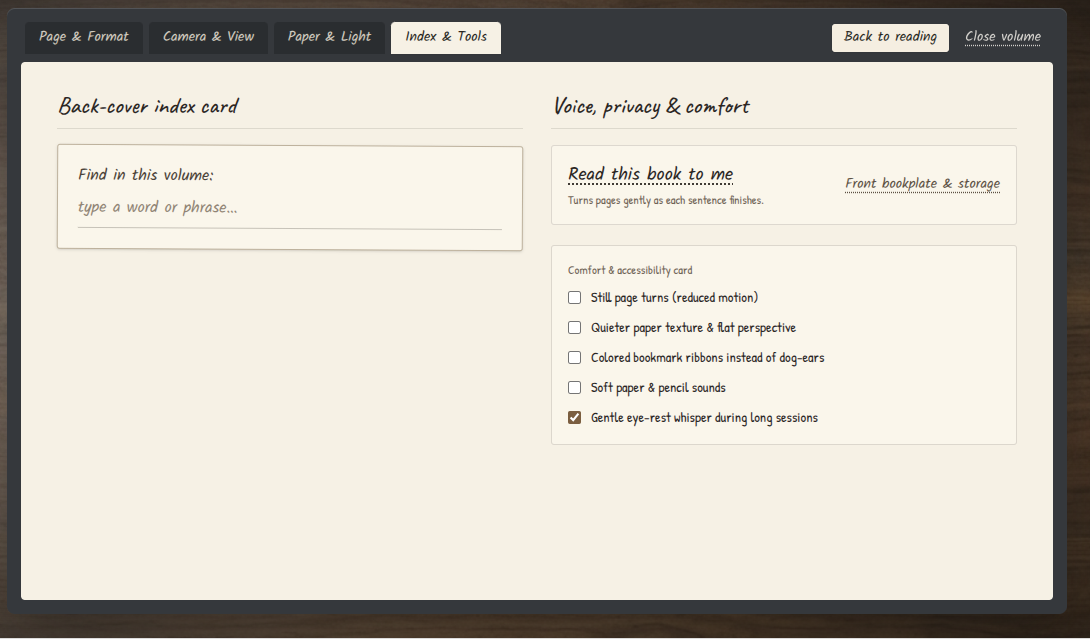 Page & Format
Camera & View
Paper & Light
Index & Tools
Back to reading
Close volume
Back-cover index card
Find in this volume:
type a word or phrase...
Voice, privacy & comfort
Read this book to me
Turns pages gently as each sentence finishes.
Front bookplate & storage
Comfort & accessibility card
Still page turns (reduced motion)
Quieter paper texture & flat perspective
Colored bookmark ribbons instead of dog-ears
Soft paper & pencil sounds
Gentle eye-rest whisper during long sessions